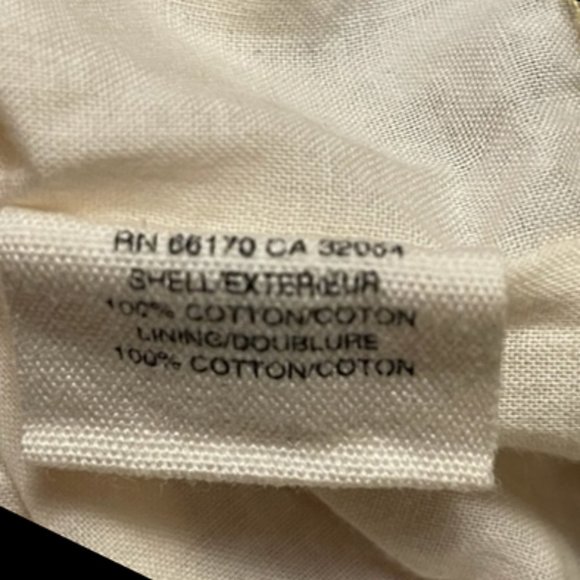 RN 66170 CA 32054
SHELL/EXTERIEUR
100% COTTON/COTON
LINING/DOUBLURE
100% COTTON/COTON